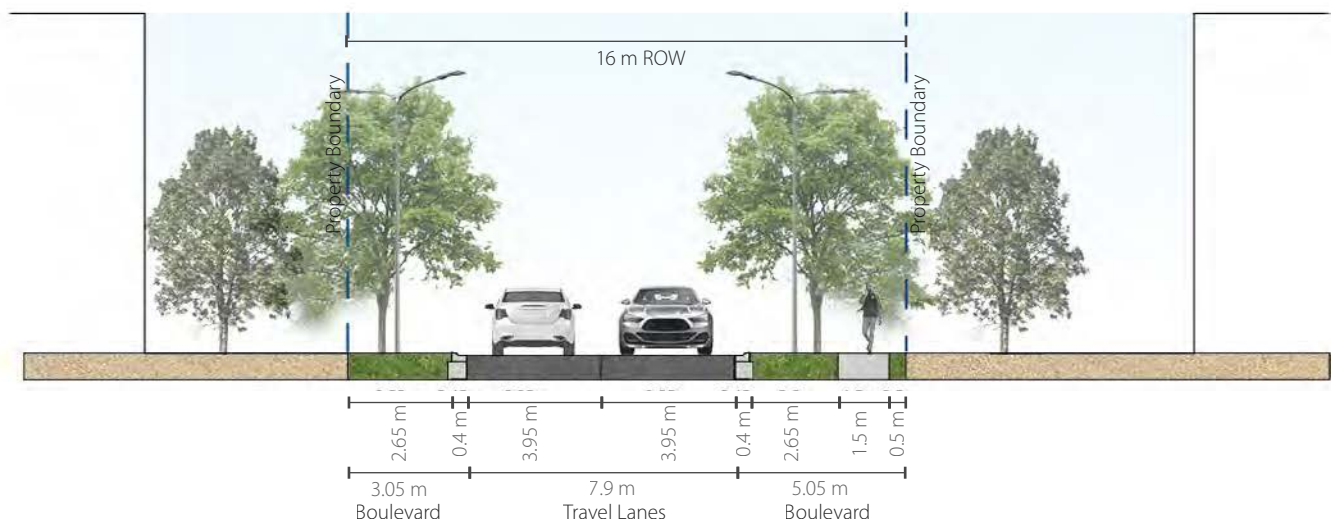 16 m ROW
Property Boundary
Property Boundary
2.65 m
0.4 m
3.95 m
3.95 m
0.4 m
2.65 m
1.5 m
0.5 m
3.05 m
Boulevard
7.9 m
Travel Lanes
5.05 m
Boulevard